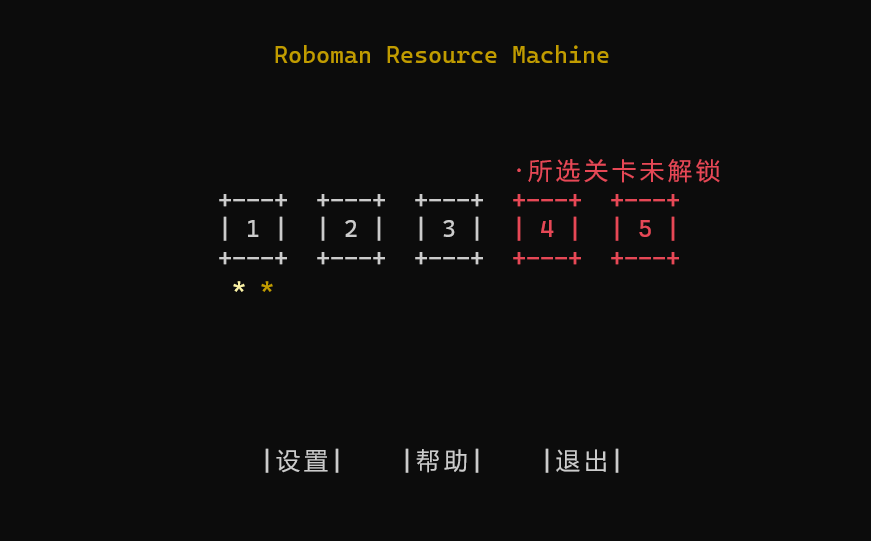 Roboman Resource Machine
·所选关卡未解锁
+---+ +---+ +---+ +---+ +---+
| 1 | | 2 | | 3 | | 4 | | 5 |
+---+ +---+ +---+ +---+ +---+
* *
|设置| |帮助| |退出|